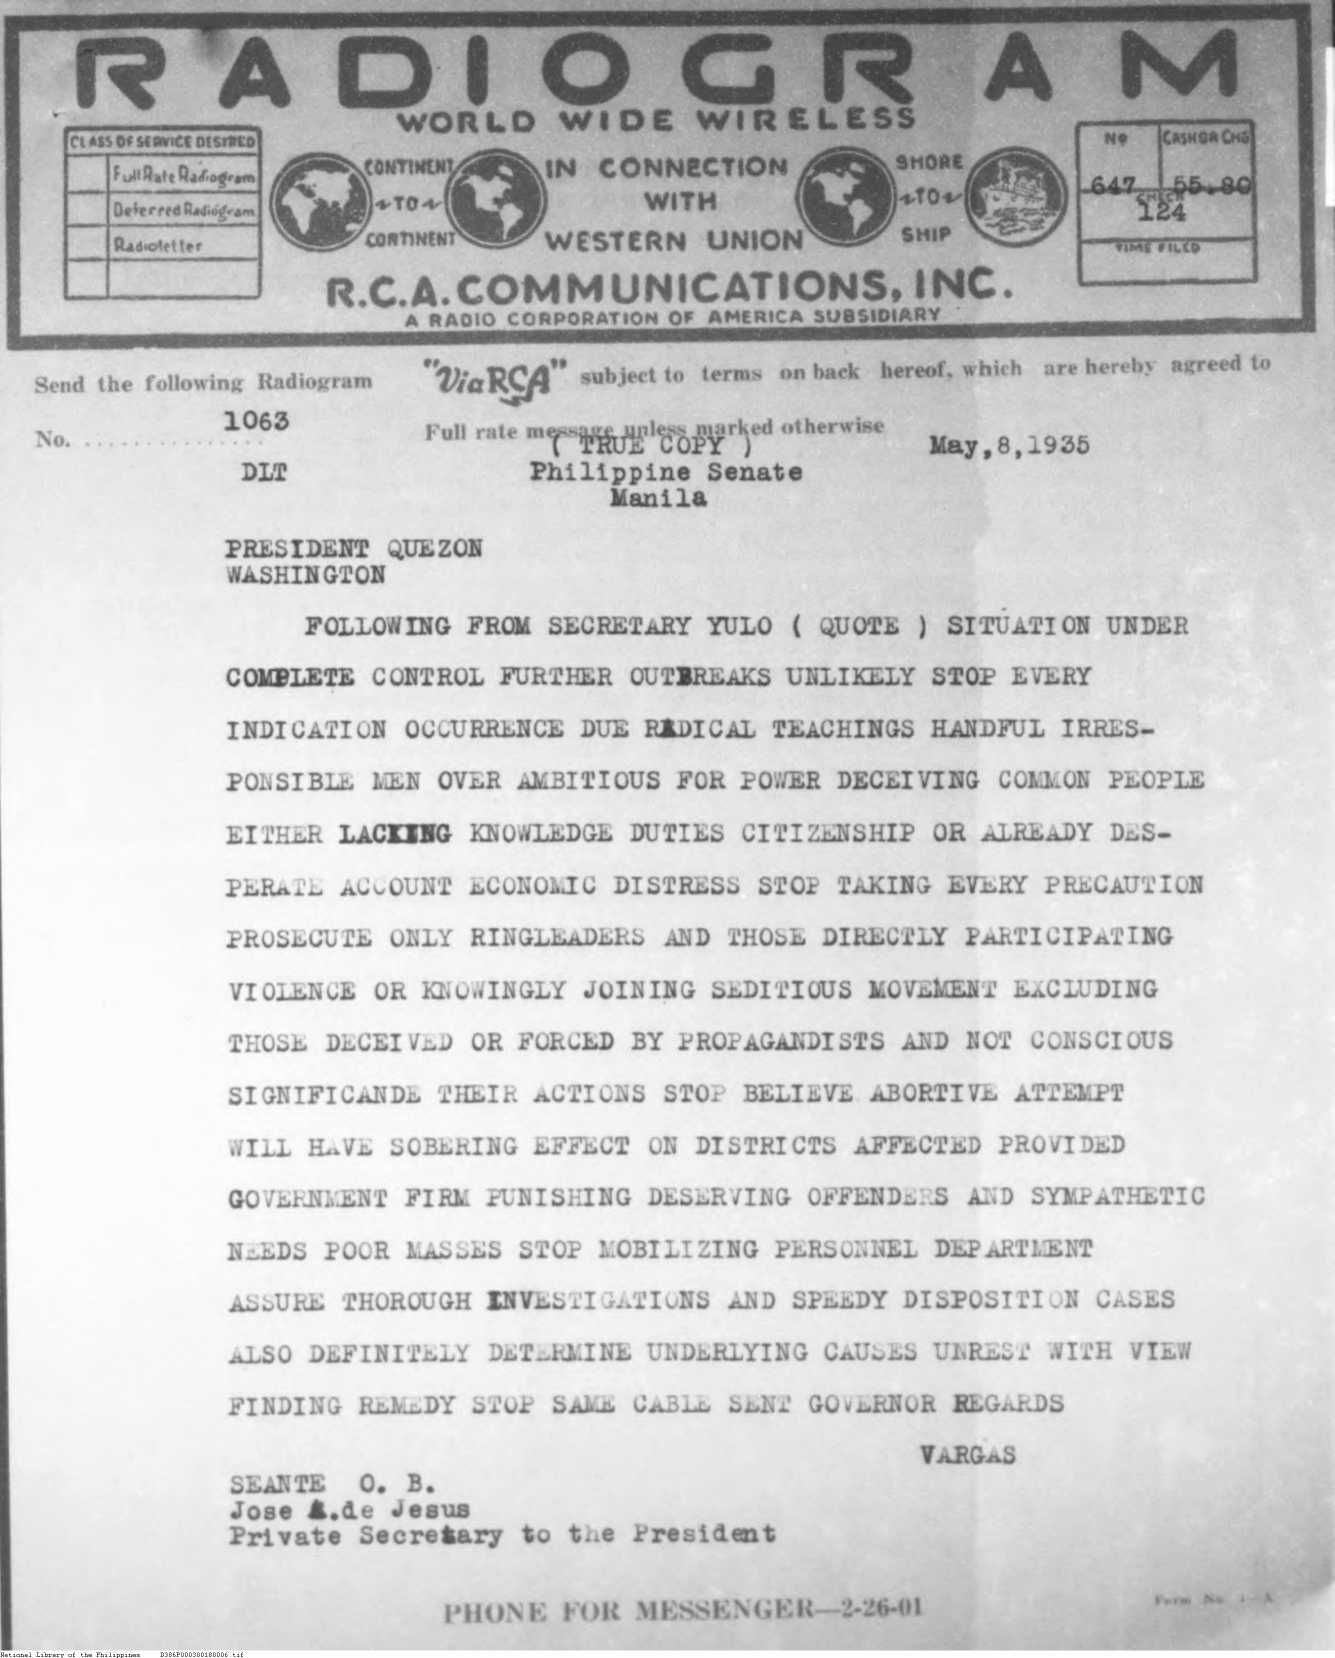 RADIOGRAM
WORLD WIDE WIRELESS
CLASS OF SERVICE DESIRED
Full Rate Radiogram
Deferred Radiogram
Radioletter
CONTINENT
TO
CONTINENT
IN CONNECTION
WITH
WESTERN UNION
SHORE
TO
SHIP
No CASH OR CHG
647 55.80
CHECK
124
TIME FILED
R.C.A. COMMUNICATIONS, INC.
A RADIO CORPORATION OF AMERICA SUBSIDIARY
Send the following Radiogram "Via RCA" subject to terms on back hereof, which are hereby agreed to
No. 1063 Full rate message unless marked otherwise
( TRUE COPY ) May,8,1935
DLT Philippine Senate
Manila
PRESIDENT QUEZON
WASHINGTON
FOLLOWING FROM SECRETARY YULO ( QUOTE ) SITUATION UNDER
COMPLETE CONTROL FURTHER OUTBREAKS UNLIKELY STOP EVERY
INDICATION OCCURRENCE DUE RADICAL TEACHINGS HANDFUL IRRES-
PONSIBLE MEN OVER AMBITIOUS FOR POWER DECEIVING COMMON PEOPLE
EITHER LACKING KNOWLEDGE DUTIES CITIZENSHIP OR ALREADY DES-
PERATE ACCOUNT ECONOMIC DISTRESS STOP TAKING EVERY PRECAUTION
PROSECUTE ONLY RINGLEADERS AND THOSE DIRECTLY PARTICIPATING
VIOLENCE OR KNOWINGLY JOINING SEDITIOUS MOVEMENT EXCLUDING
THOSE DECEIVED OR FORCED BY PROPAGANDISTS AND NOT CONSCIOUS
SIGNIFICANDE THEIR ACTIONS STOP BELIEVE ABORTIVE ATTEMPT
WILL HAVE SOBERING EFFECT ON DISTRICTS AFFECTED PROVIDED
GOVERNMENT FIRM PUNISHING DESERVING OFFENDERS AND SYMPATHETIC
NEEDS POOR MASSES STOP MOBILIZING PERSONNEL DEPARTMENT
ASSURE THOROUGH INVESTIGATIONS AND SPEEDY DISPOSITION CASES
ALSO DEFINITELY DETERMINE UNDERLYING CAUSES UNREST WITH VIEW
FINDING REMEDY STOP SAME CABLE SENT GOVERNOR REGARDS
VARGAS
SEANTE O. B.
Jose A.de Jesus
Private Secretary to the President
PHONE FOR MESSENGER—2-26-01
Form No. 1—A
National Library of the Philippines D386P000300188006.tif